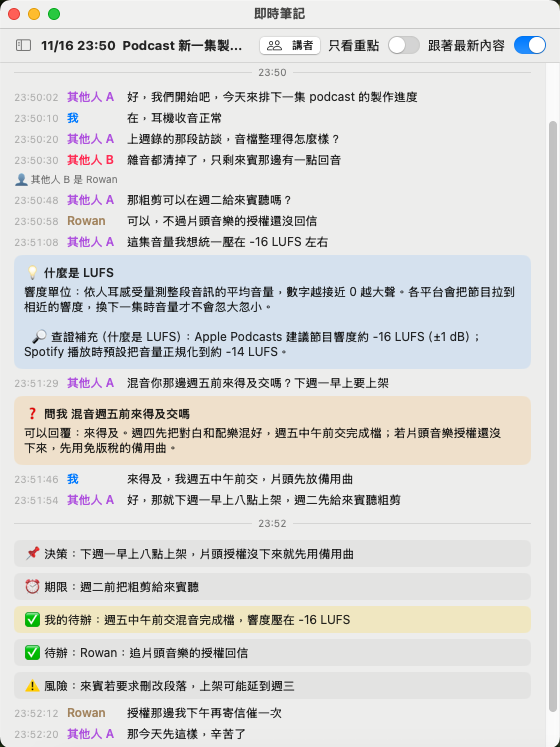 即時筆記
11/16 23:50 Podcast 新一集製... 講者 只看重點 跟著最新內容
23:50
23:50:02 其他人 A 好，我們開始吧，今天來排下一集 podcast 的製作進度
23:50:10 我 在，耳機收音正常
23:50:20 其他人 A 上週錄的那段訪談，音檔整理得怎麼樣？
23:50:30 其他人 B 雜音都清掉了，只剩來賓那邊有一點回音
其他人 B 是 Rowan
23:50:48 其他人 A 那粗剪可以在週二給來賓聽嗎？
23:50:58 Rowan 可以，不過片頭音樂的授權還沒回信
23:51:08 其他人 A 這集音量我想統一壓在 -16 LUFS 左右
💡 什麼是 LUFS
響度單位：依人耳感受量測整段音訊的平均音量，數字越接近 0 越大聲。各平台會把節目拉到
相近的響度，換下一集時音量才不會忽大忽小。
🔎 查證補充 (什麼是 LUFS)：Apple Podcasts 建議節目響度約 -16 LUFS (±1 dB)；
Spotify 播放時預設把音量正規化到約 -14 LUFS。
23:51:29 其他人 A 混音你那邊週五前來得及交嗎？下週一早上要上架
❓ 問我 混音週五前來得及交嗎
可以回覆：來得及。週四先把對白和配樂混好，週五中午前交完成檔；若片頭音樂授權還沒
下來，先用免版稅的備用曲。
23:51:46 我 來得及，我週五中午前交，片頭先放備用曲
23:51:54 其他人 A 好，那就下週一早上八點上架，週二先給來賓聽粗剪
23:52
📌 決策：下週一早上八點上架，片頭授權沒下來就先用備用曲
⏰ 期限：週二前把粗剪給來賓聽
✅ 我的待辦：週五中午前交混音完成檔，響度壓在 -16 LUFS
✅ 待辦：Rowan：追片頭音樂的授權回信
⚠️ 風險：來賓若要求刪改段落，上架可能延到週三
23:52:12 Rowan 授權那邊我下午再寄信催一次
23:52:20 其他人 A 那今天先這樣，辛苦了